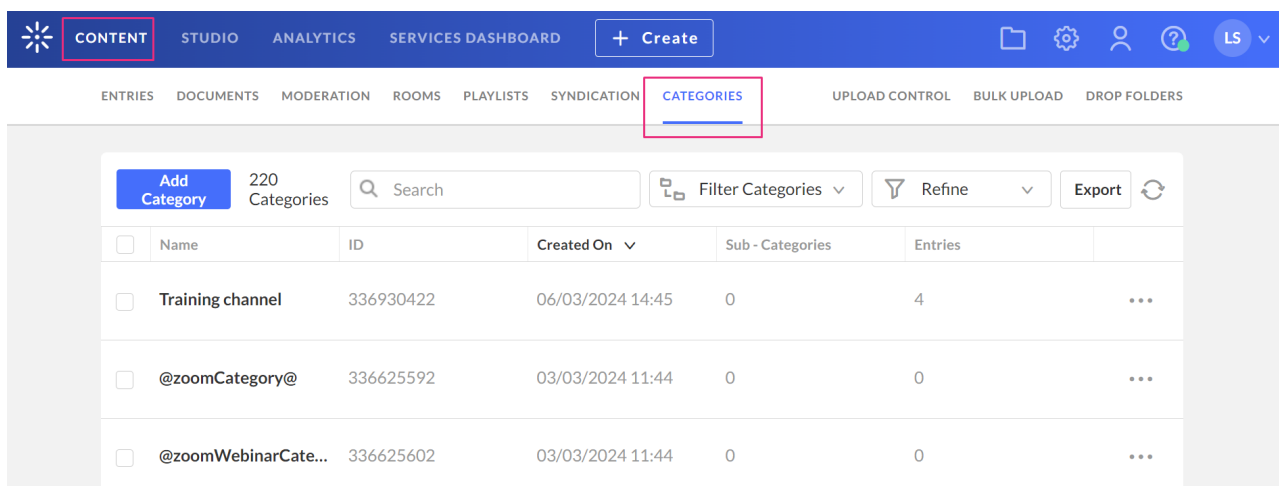 CONTENT STUDIO ANALYTICS SERVICES DASHBOARD + Create LS
ENTRIES DOCUMENTS MODERATION ROOMS PLAYLISTS SYNDICATION CATEGORIES UPLOAD CONTROL BULK UPLOAD DROP FOLDERS
Add Category 220 Categories Search Filter Categories Refine Export
Name ID Created On Sub - Categories Entries
Training channel 336930422 06/03/2024 14:45 0 4
@zoomCategory@ 336625592 03/03/2024 11:44 0 0
@zoomWebinarCate... 336625602 03/03/2024 11:44 0 0